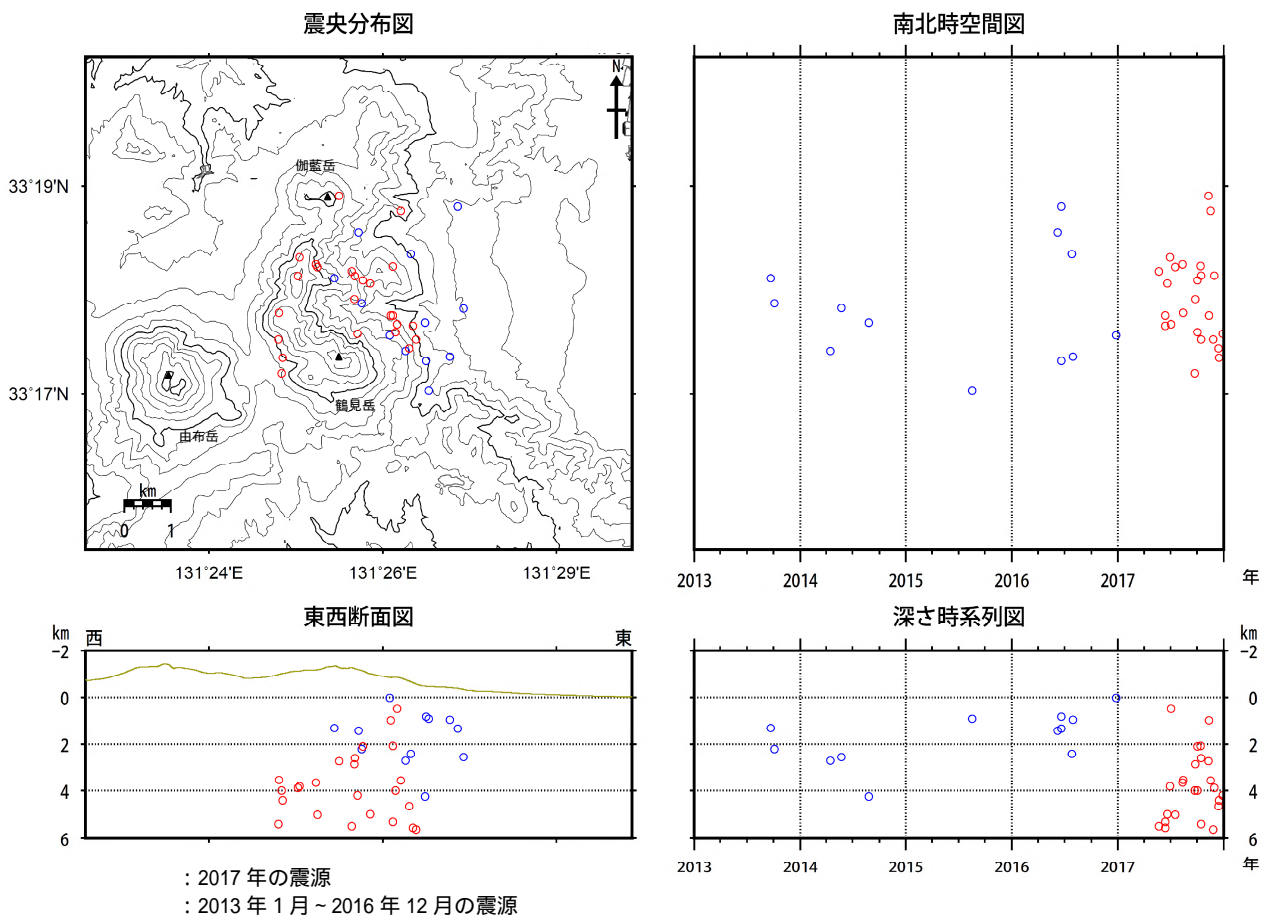 震央分布図
南北時空間図
N
伽藍岳
33°19'N
33°17'N
鶴見岳
由布岳
km
0 1
131°24'E 131°26'E 131°29'E
2013 2014 2015 2016 2017 年
東西断面図
深さ時系列図
km 西 東
-2
0
2
4
6
km
-2
0
2
4
6
2013 2014 2015 2016 2017 年
：2017 年の震源
：2013 年 1 月 ~ 2016 年 12 月の震源